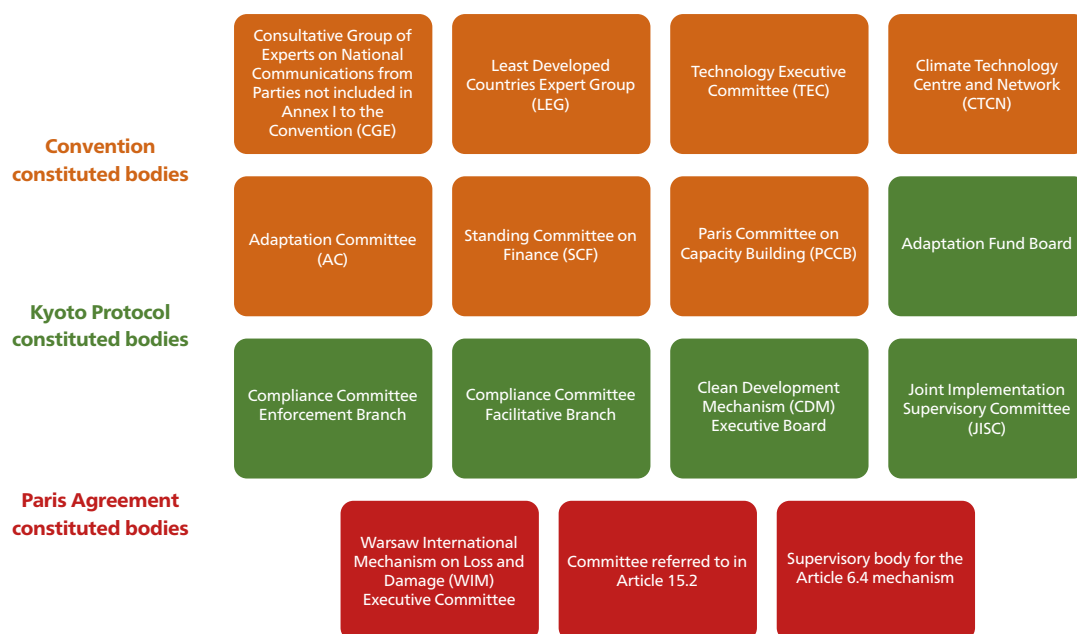 Consultative Group of
Experts on National
Communications from
Parties not included in
Annex I to the
Convention (CGE)
Least Developed
Countries Expert Group
(LEG)
Technology Executive
Committee (TEC)
Climate Technology
Centre and Network
(CTCN)
Convention
constituted bodies
Adaptation Committee
(AC)
Standing Committee on
Finance (SCF)
Paris Committee on
Capacity Building (PCCB)
Adaptation Fund Board
Kyoto Protocol
constituted bodies
Compliance Committee
Enforcement Branch
Compliance Committee
Facilitative Branch
Clean Development
Mechanism (CDM)
Executive Board
Joint Implementation
Supervisory Committee
(JISC)
Paris Agreement
constituted bodies
Warsaw International
Mechanism on Loss and
Damage (WIM)
Executive Committee
Committee referred to in
Article 15.2
Supervisory body for the
Article 6.4 mechanism